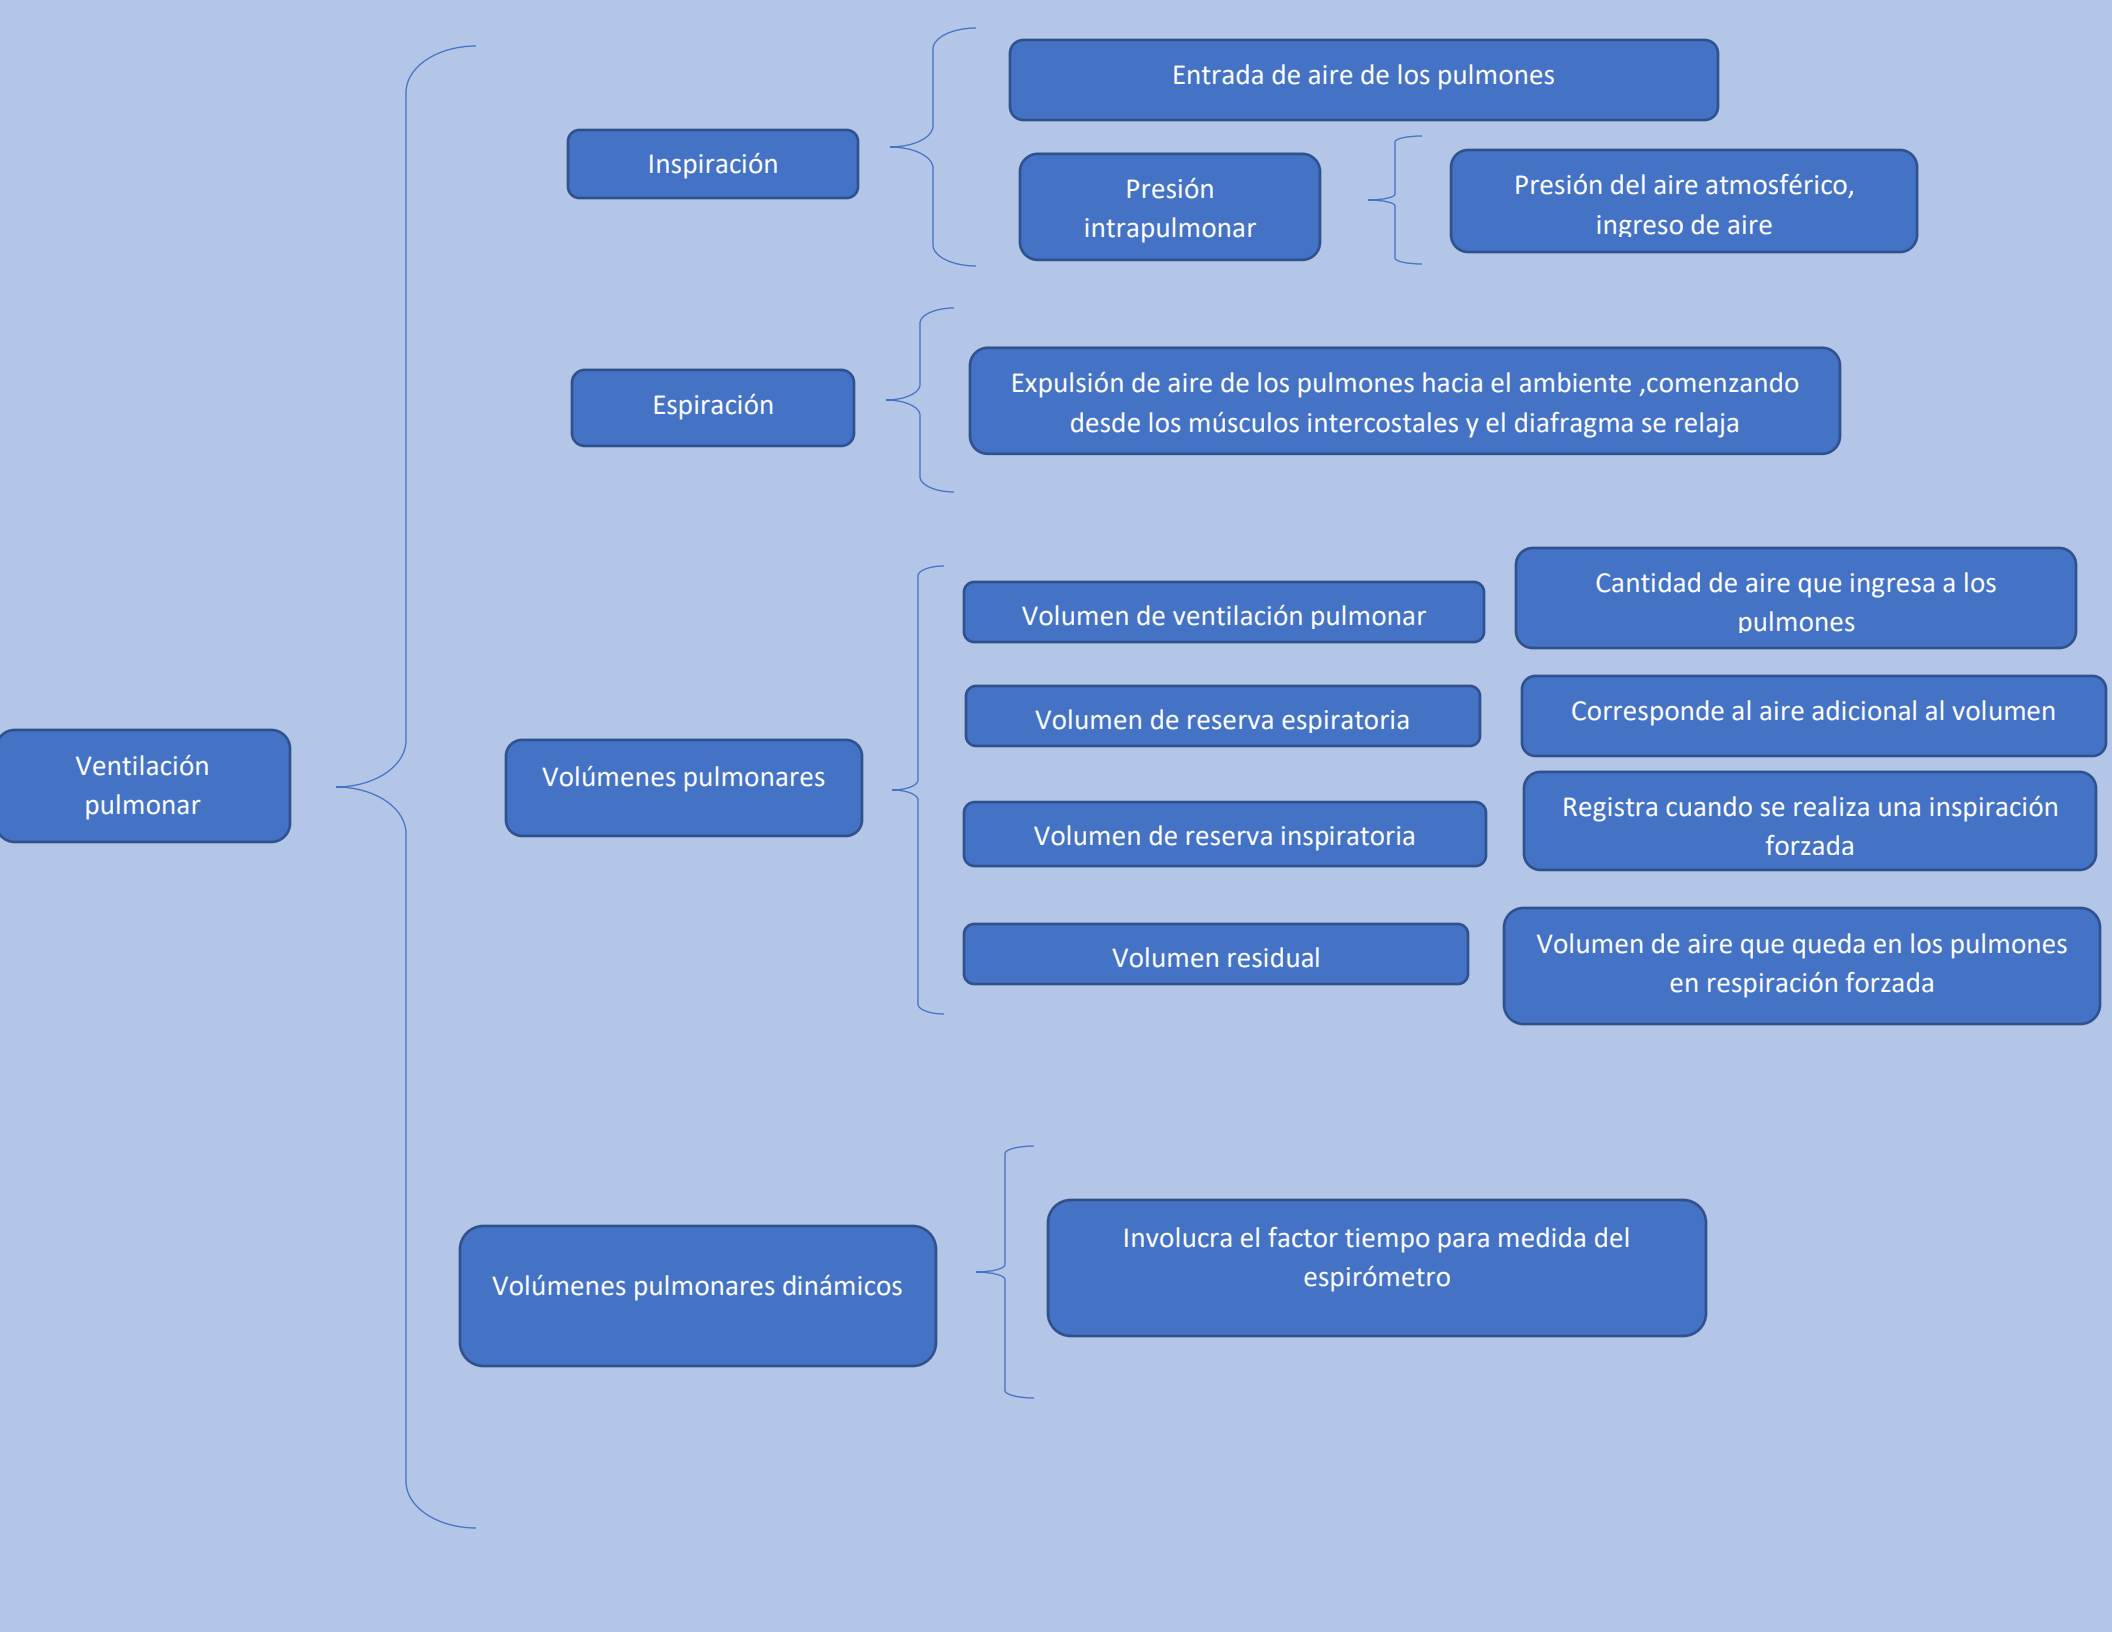 Entrada de aire de los pulmones
Inspiración
Presión
intrapulmonar
Presión del aire atmosférico,
ingreso de aire
Espiración
Expulsión de aire de los pulmones hacia el ambiente ,comenzando
desde los músculos intercostales y el diafragma se relaja
Ventilación
pulmonar
Volúmenes pulmonares
Volumen de ventilación pulmonar
Cantidad de aire que ingresa a los
pulmones
Volumen de reserva espiratoria
Corresponde al aire adicional al volumen
Volumen de reserva inspiratoria
Registra cuando se realiza una inspiración
forzada
Volumen residual
Volumen de aire que queda en los pulmones
en respiración forzada
Volúmenes pulmonares dinámicos
Involucra el factor tiempo para medida del
espirómetro